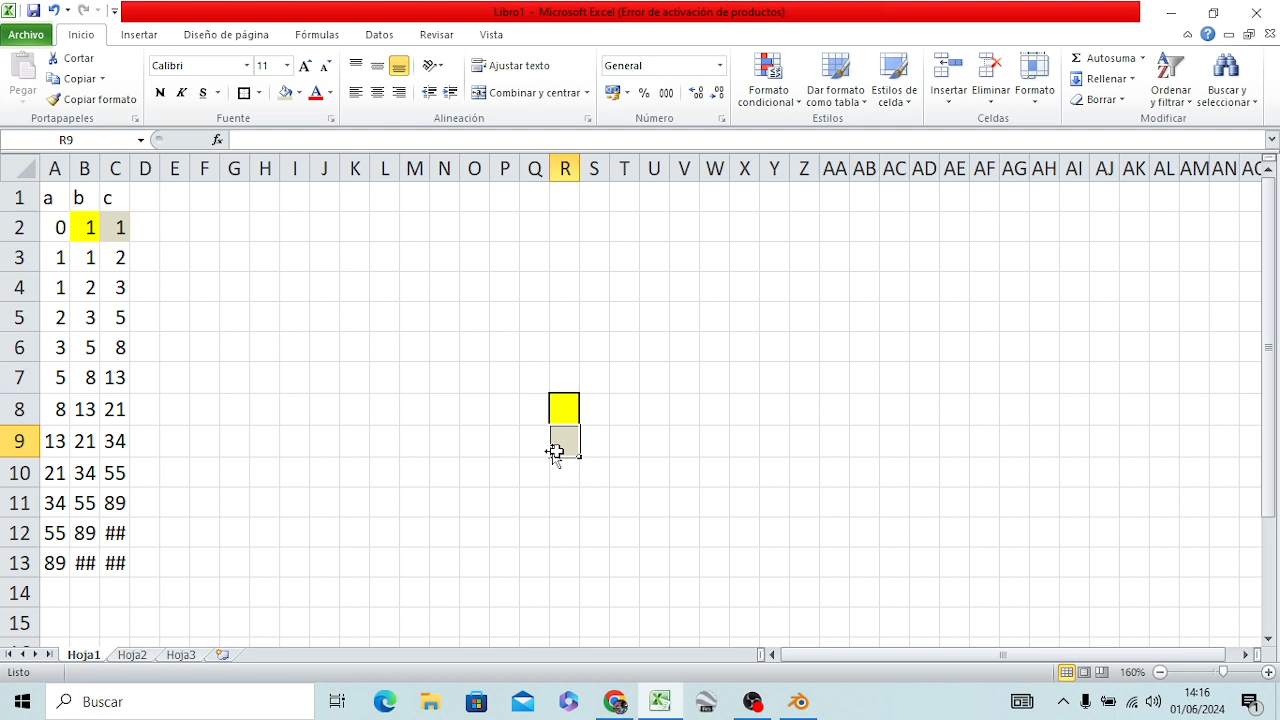 Libro1 - Microsoft Excel (Error de activación de productos)
Archivo Inicio Insertar Diseño de página Fórmulas Datos Revisar Vista
Pegar
Cortar
Copiar
Copiar formato
Portapapeles
Calibri 11
N K S
Fuente
Ajustar texto
Combinar y centrar
Alineación
General
% 000
Número
Formato condicional
Dar formato como tabla
Estilos de celda
Estilos
Insertar
Eliminar
Formato
Celdas
Σ Autosuma
Rellenar
Borrar
Ordenar y filtrar
Buscar y seleccionar
Modificar
R9 fx
A B C D E F G H I J K L M N O P Q R S T U V W X Y Z AA AB AC AD AE AF AG AH AI AJ AK AL AM AN
1 a b c
2 0 1 1
3 1 1 2
4 1 2 3
5 2 3 5
6 3 5 8
7 5 8 13
8 8 13 21
9 13 21 34
10 21 34 55
11 34 55 89
12 55 89 ##
13 89 ## ##
14
15
Hoja1 Hoja2 Hoja3
Listo 160%
Buscar
14:16
01/06/2024